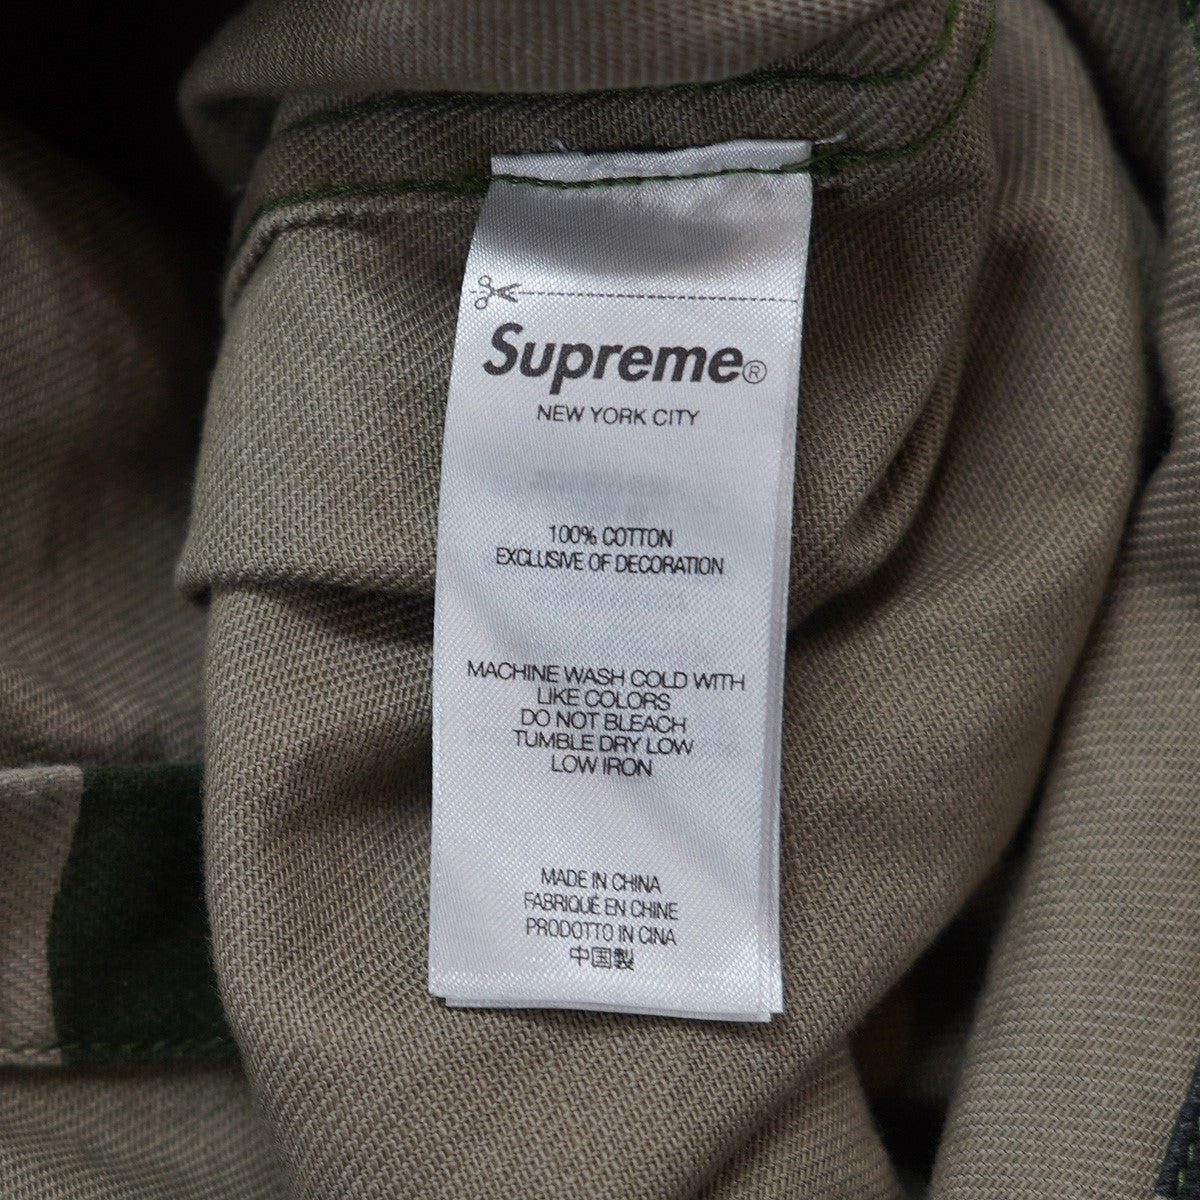 Supreme®
NEW YORK CITY
100% COTTON
EXCLUSIVE OF DECORATION
MACHINE WASH COLD WITH
LIKE COLORS
DO NOT BLEACH
TUMBLE DRY LOW
LOW IRON
MADE IN CHINA
FABRIQUÉ EN CHINE
PRODOTTO IN CINA
中国製